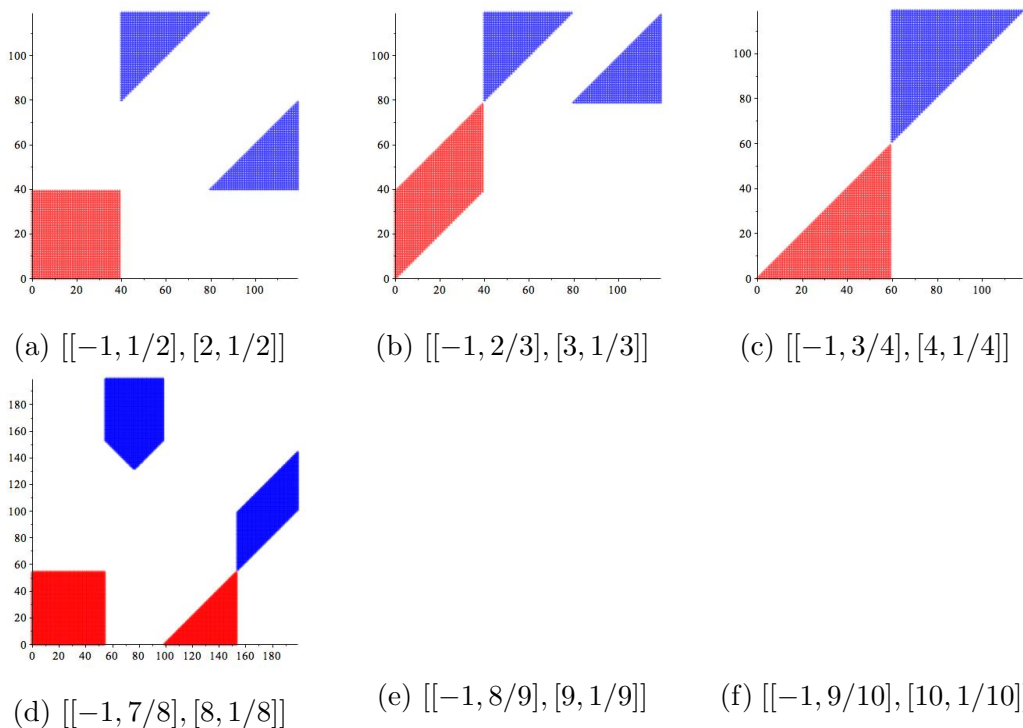 120 100 80 60 40 20 0
0 20 40 60 80 100
100 80 60 40 20 0
0 20 40 60 80 100
100 80 60 40 20 0
0 20 40 60 80 100
(a) [[−1, 1/2], [2, 1/2]]
(b) [[−1, 2/3], [3, 1/3]]
(c) [[−1, 3/4], [4, 1/4]]
180 160 140 120 100 80 60 40 20 0
0 20 40 60 80 100 120 140 160 180
(d) [[−1, 7/8], [8, 1/8]]
(e) [[−1, 8/9], [9, 1/9]]
(f) [[−1, 9/10], [10, 1/10]